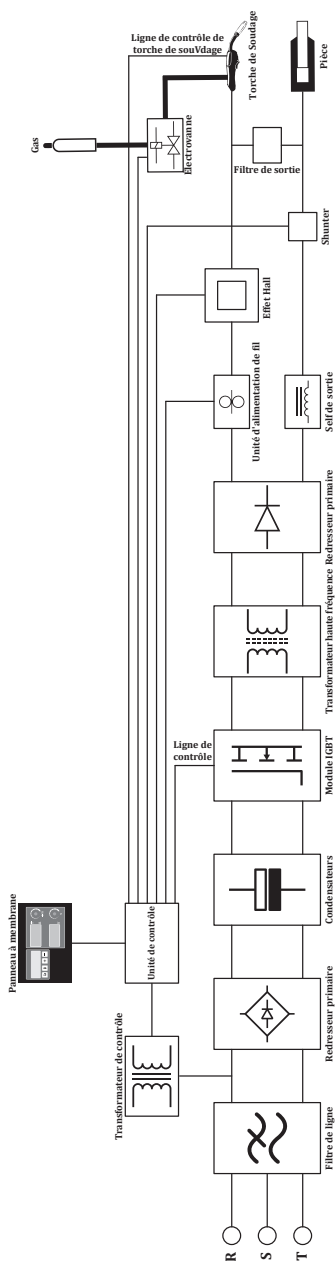 Gas
Ligne de contrôle de
torche de souVdage
Torche de Soudage
Pièce
Électrovanne
Filtre de sortie
Shunter
Effet Hall
Unité d'alimentation de fil
Self de sortie
Redresseur primaire
Transformateur haute fréquence
Ligne de
contrôle
Module IGBT
Panneau à membrane
Unité de contrôle
Condensateurs
Transformateur de contrôle
Redresseur primaire
Filtre de ligne
R
S
T